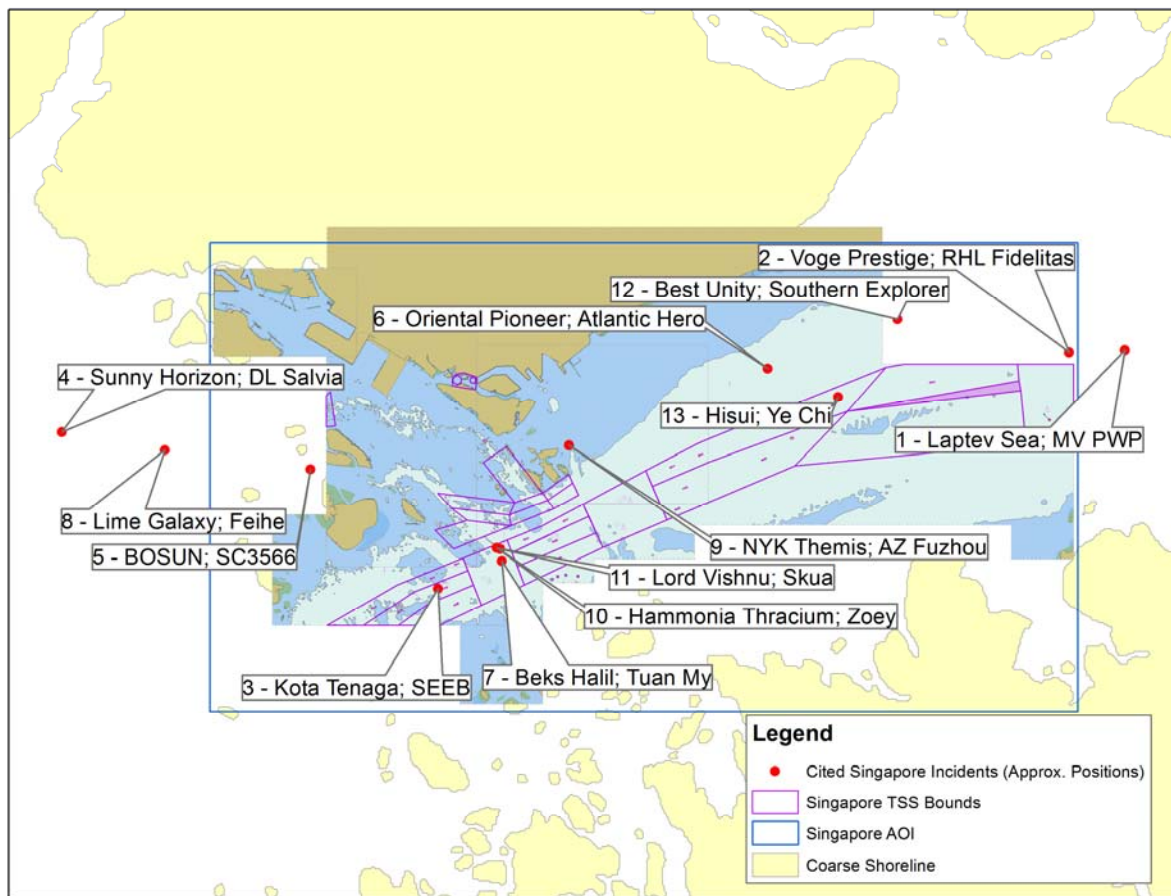 2 - Voge Prestige; RHL Fidelitas
12 - Best Unity; Southern Explorer
6 - Oriental Pioneer; Atlantic Hero
4 - Sunny Horizon; DL Salvia
13 - Hisui; Ye Chi
1 - Laptev Sea; MV PWP
8 - Lime Galaxy; Feihe
5 - BOSUN; SC3566
9 - NYK Themis; AZ Fuzhou
11 - Lord Vishnu; Skua
10 - Hammonia Thracium; Zoey
7 - Beks Halil; Tuan My
3 - Kota Tenaga; SEEB
Legend
Cited Singapore Incidents (Approx. Positions)
Singapore TSS Bounds
Singapore AOI
Coarse Shoreline